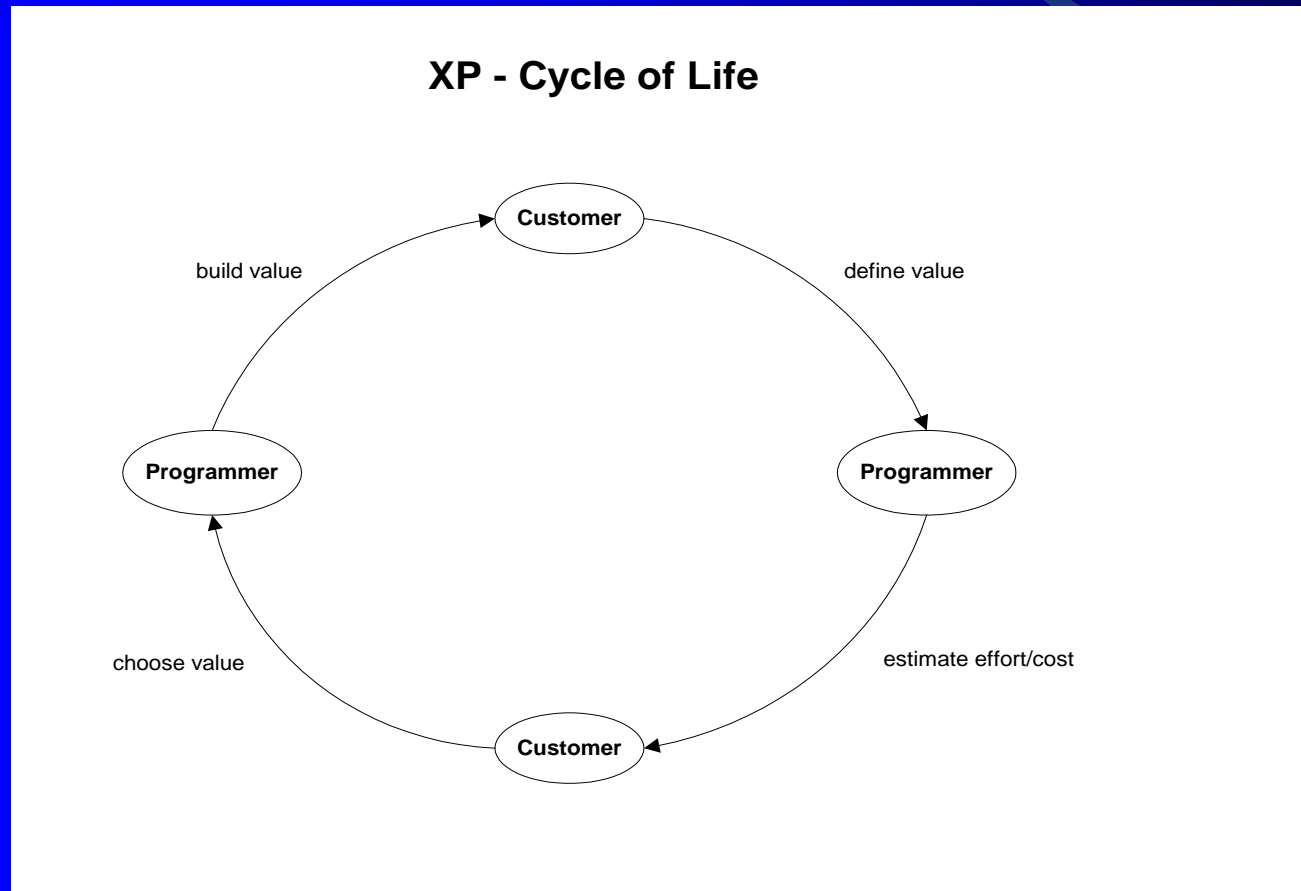 XP - Cycle of Life
Customer
build value
define value
Programmer
Programmer
choose value
estimate effort/cost
Customer